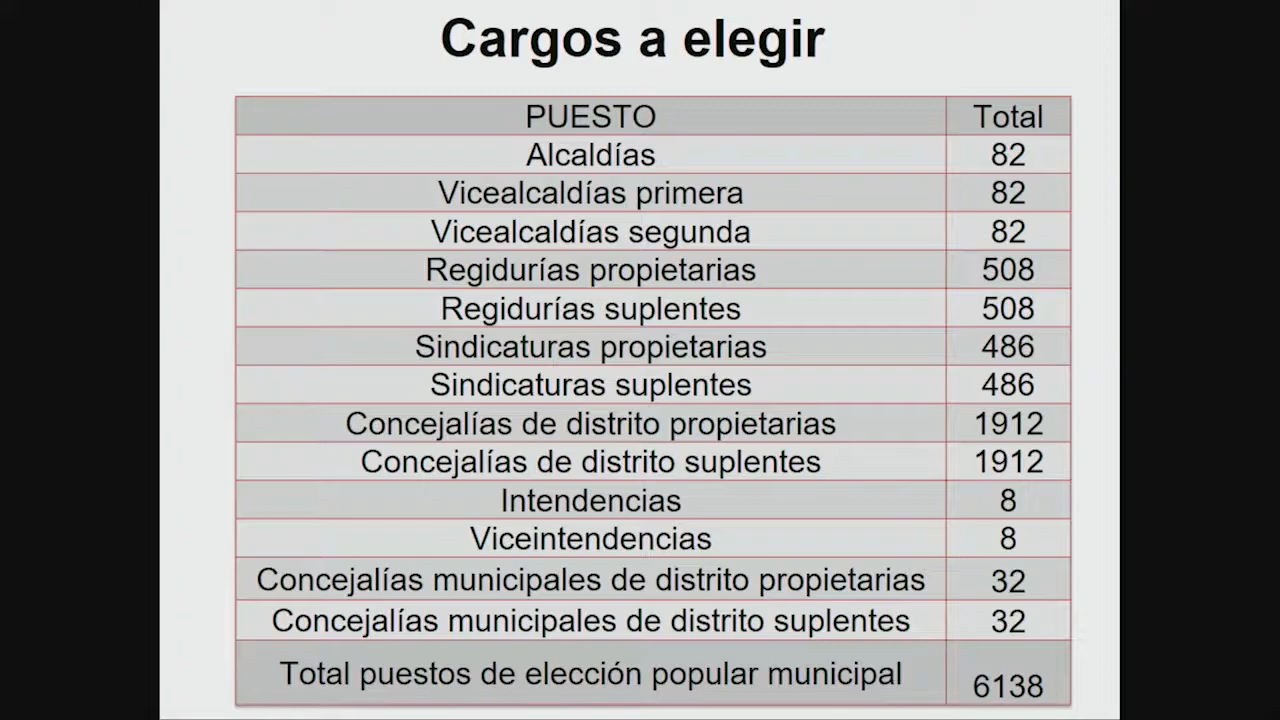 Cargos a elegir
PUESTO Total
Alcaldías 82
Vicealcaldías primera 82
Vicealcaldías segunda 82
Regidurías propietarias 508
Regidurías suplentes 508
Sindicaturas propietarias 486
Sindicaturas suplentes 486
Concejalías de distrito propietarias 1912
Concejalías de distrito suplentes 1912
Intendencias 8
Viceintendencias 8
Concejalías municipales de distrito propietarias 32
Concejalías municipales de distrito suplentes 32
Total puestos de elección popular municipal 6138